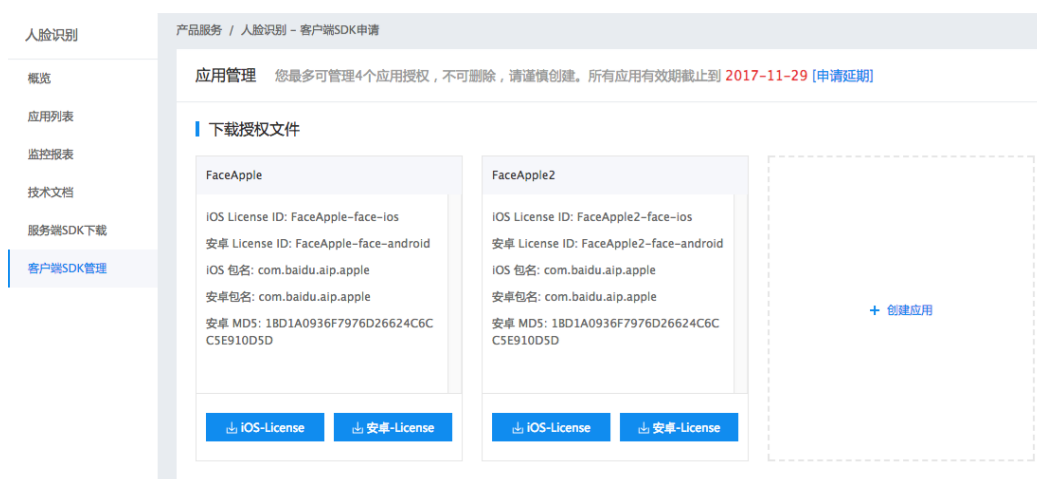 人脸识别
概览
应用列表
监控报表
技术文档
服务端SDK下载
客户端SDK管理
产品服务 / 人脸识别 – 客户端SDK申请
应用管理 您最多可管理4个应用授权，不可删除，请谨慎创建。所有应用有效期截止到 2017-11-29 [申请延期]
下载授权文件
FaceApple
iOS License ID: FaceApple-face-ios
安卓 License ID: FaceApple-face-android
iOS 包名: com.baidu.aip.apple
安卓包名: com.baidu.aip.apple
安卓 MD5: 1BD1A0936F7976D26624C6C
C5E910D5D
iOS-License 安卓-License
FaceApple2
iOS License ID: FaceApple2-face-ios
安卓 License ID: FaceApple2-face-android
iOS 包名: com.baidu.aip.apple
安卓包名: com.baidu.aip.apple
安卓 MD5: 1BD1A0936F7976D26624C6C
C5E910D5D
iOS-License 安卓-License
+ 创建应用